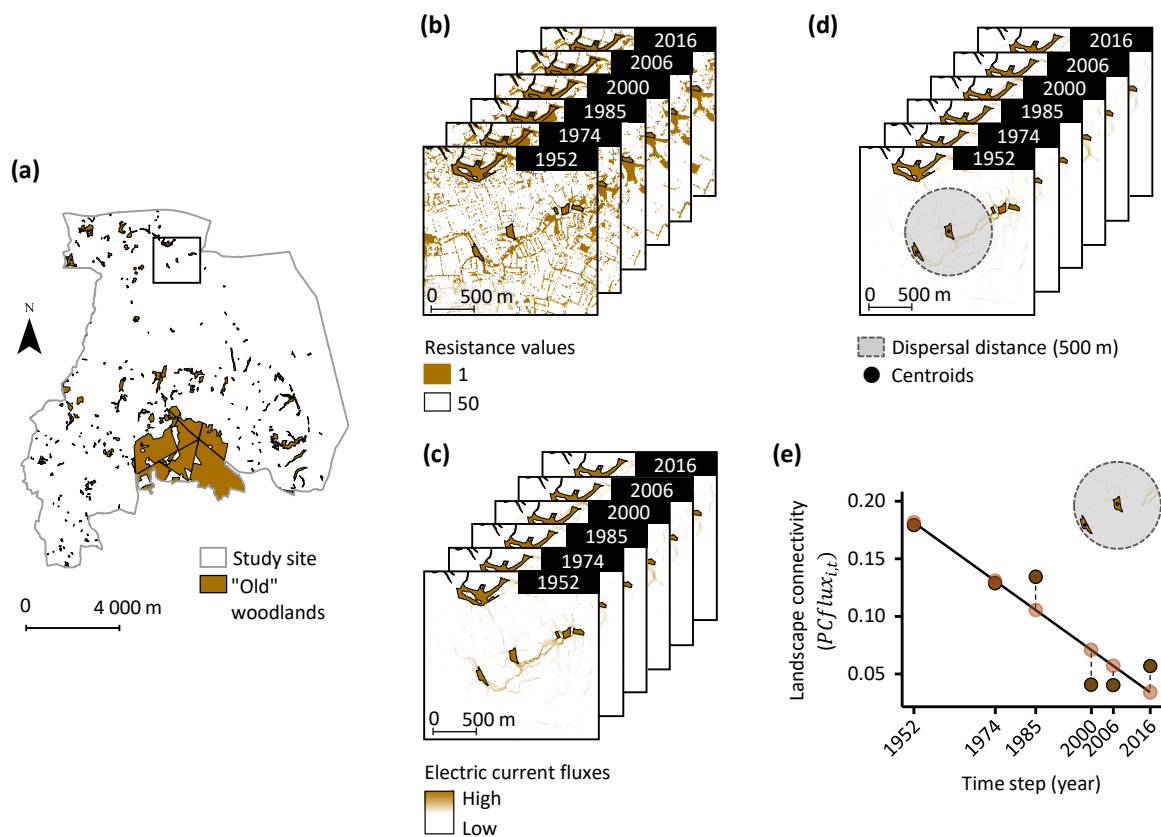 (a)
N
Study site
"Old"
woodlands
0 4 000 m
(b)
2016
2006
2000
1985
1974
1952
0 500 m
Resistance values
1
50
(c)
2016
2006
2000
1985
1974
1952
0 500 m
Electric current fluxes
High
Low
(d)
2016
2006
2000
1985
1974
1952
0 500 m
Dispersal distance (500 m)
Centroids
(e)
Landscape connectivity
(PCflux_{i,t})
0.20
0.15
0.10
0.05
1952
1974
1985
2000
2006
2016
Time step (year)